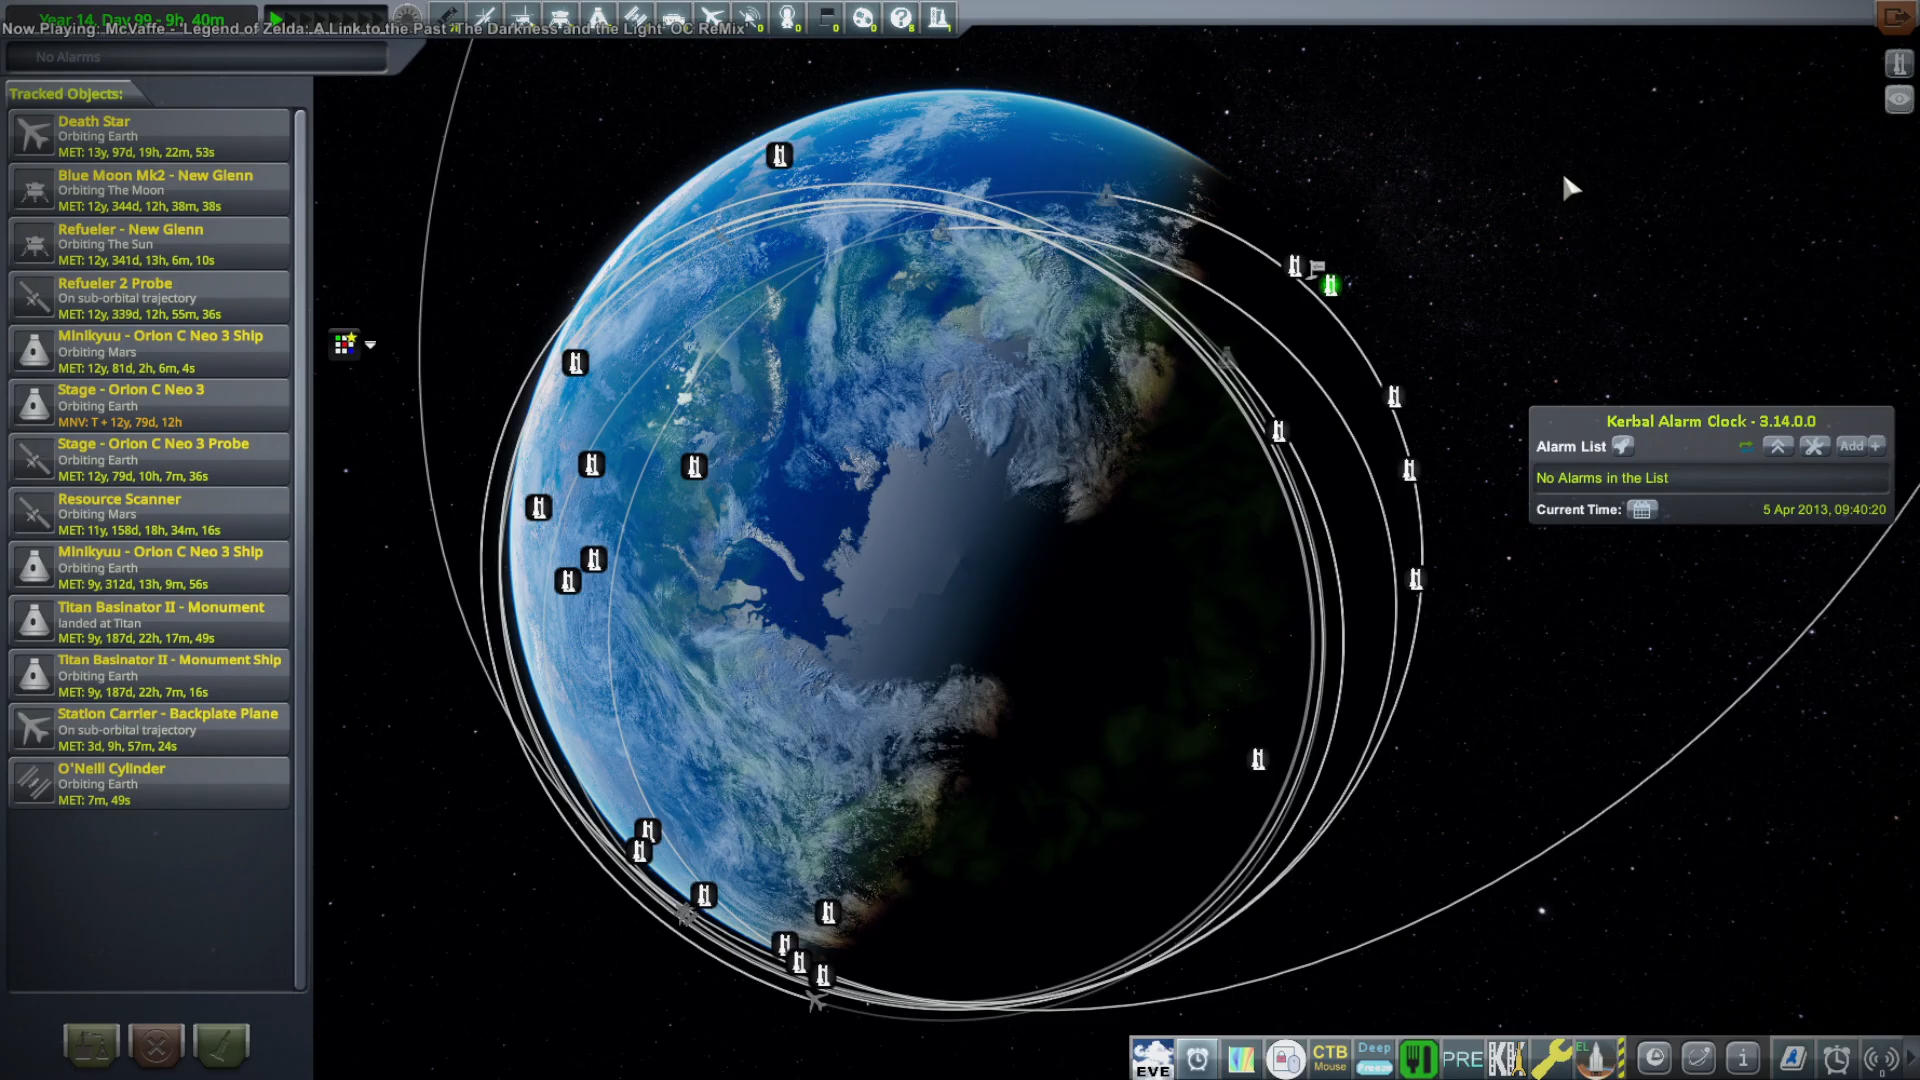 Year 14, Day 99 - 9h, 40m
Now Playing: McVaffe - "Legend of Zelda: A Link to the Past 'The Darkness and the Light' OC ReMix"
No Alarms
Tracked Objects:
Death Star
Orbiting Earth
MET: 13y, 97d, 19h, 22m, 53s
Blue Moon Mk2 - New Glenn
Orbiting The Moon
MET: 12y, 344d, 12h, 38m, 38s
Refueler - New Glenn
Orbiting The Sun
MET: 12y, 341d, 13h, 6m, 10s
Refueler 2 Probe
On sub-orbital trajectory
MET: 12y, 339d, 12h, 55m, 36s
Minikyuu - Orion C Neo 3 Ship
Orbiting Mars
MET: 12y, 81d, 2h, 6m, 4s
Stage - Orion C Neo 3
Orbiting Earth
MNV: T + 12y, 79d, 12h
Stage - Orion C Neo 3 Probe
Orbiting Earth
MET: 12y, 79d, 10h, 7m, 36s
Resource Scanner
Orbiting Mars
MET: 11y, 158d, 18h, 34m, 16s
Minikyuu - Orion C Neo 3 Ship
Orbiting Earth
MET: 9y, 312d, 13h, 9m, 56s
Titan Basinator II - Monument
landed at Titan
MET: 9y, 187d, 22h, 17m, 49s
Titan Basinator II - Monument Ship
Orbiting Earth
MET: 9y, 187d, 22h, 7m, 16s
Station Carrier - Backplate Plane
On sub-orbital trajectory
MET: 3d, 9h, 57m, 24s
O'Neill Cylinder
Orbiting Earth
MET: 7m, 49s
Kerbal Alarm Clock - 3.14.0.0
Alarm List
Add +
No Alarms in the List
Current Time:
5 Apr 2013, 09:40:20
EVE
CTB
Mouse
Deep
Freeze
PRE
EL